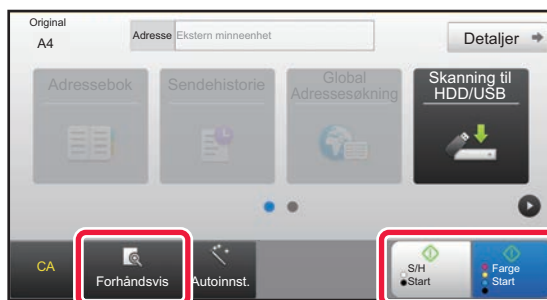 Original
A4
Adresse
Ekstern minneenhet
Detaljer
Adressebok
Sendehistorie
Global
Adressesøkning
Skanning til
HDD/USB
CA
Forhåndsvis
Autoinnst.
S/H
Start
Farge
Start